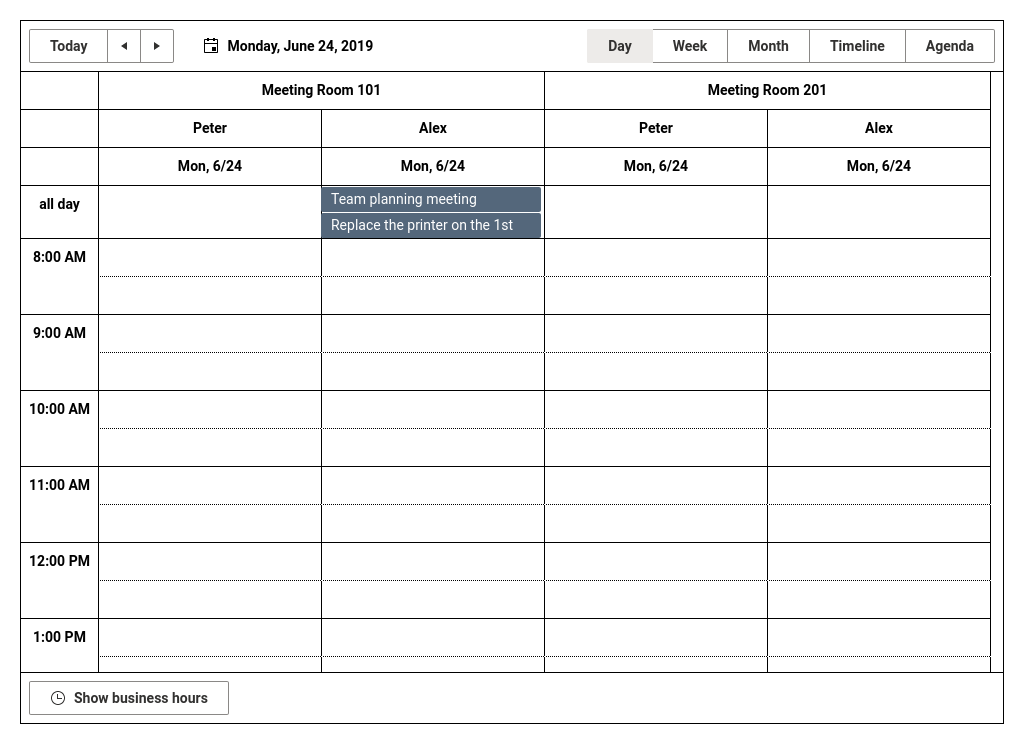 Today
Monday, June 24, 2019
Day Week Month Timeline Agenda
Meeting Room 101 Meeting Room 201
Peter Alex Peter Alex
Mon, 6/24 Mon, 6/24 Mon, 6/24 Mon, 6/24
all day
Team planning meeting
Replace the printer on the 1st
8:00 AM
9:00 AM
10:00 AM
11:00 AM
12:00 PM
1:00 PM
Show business hours